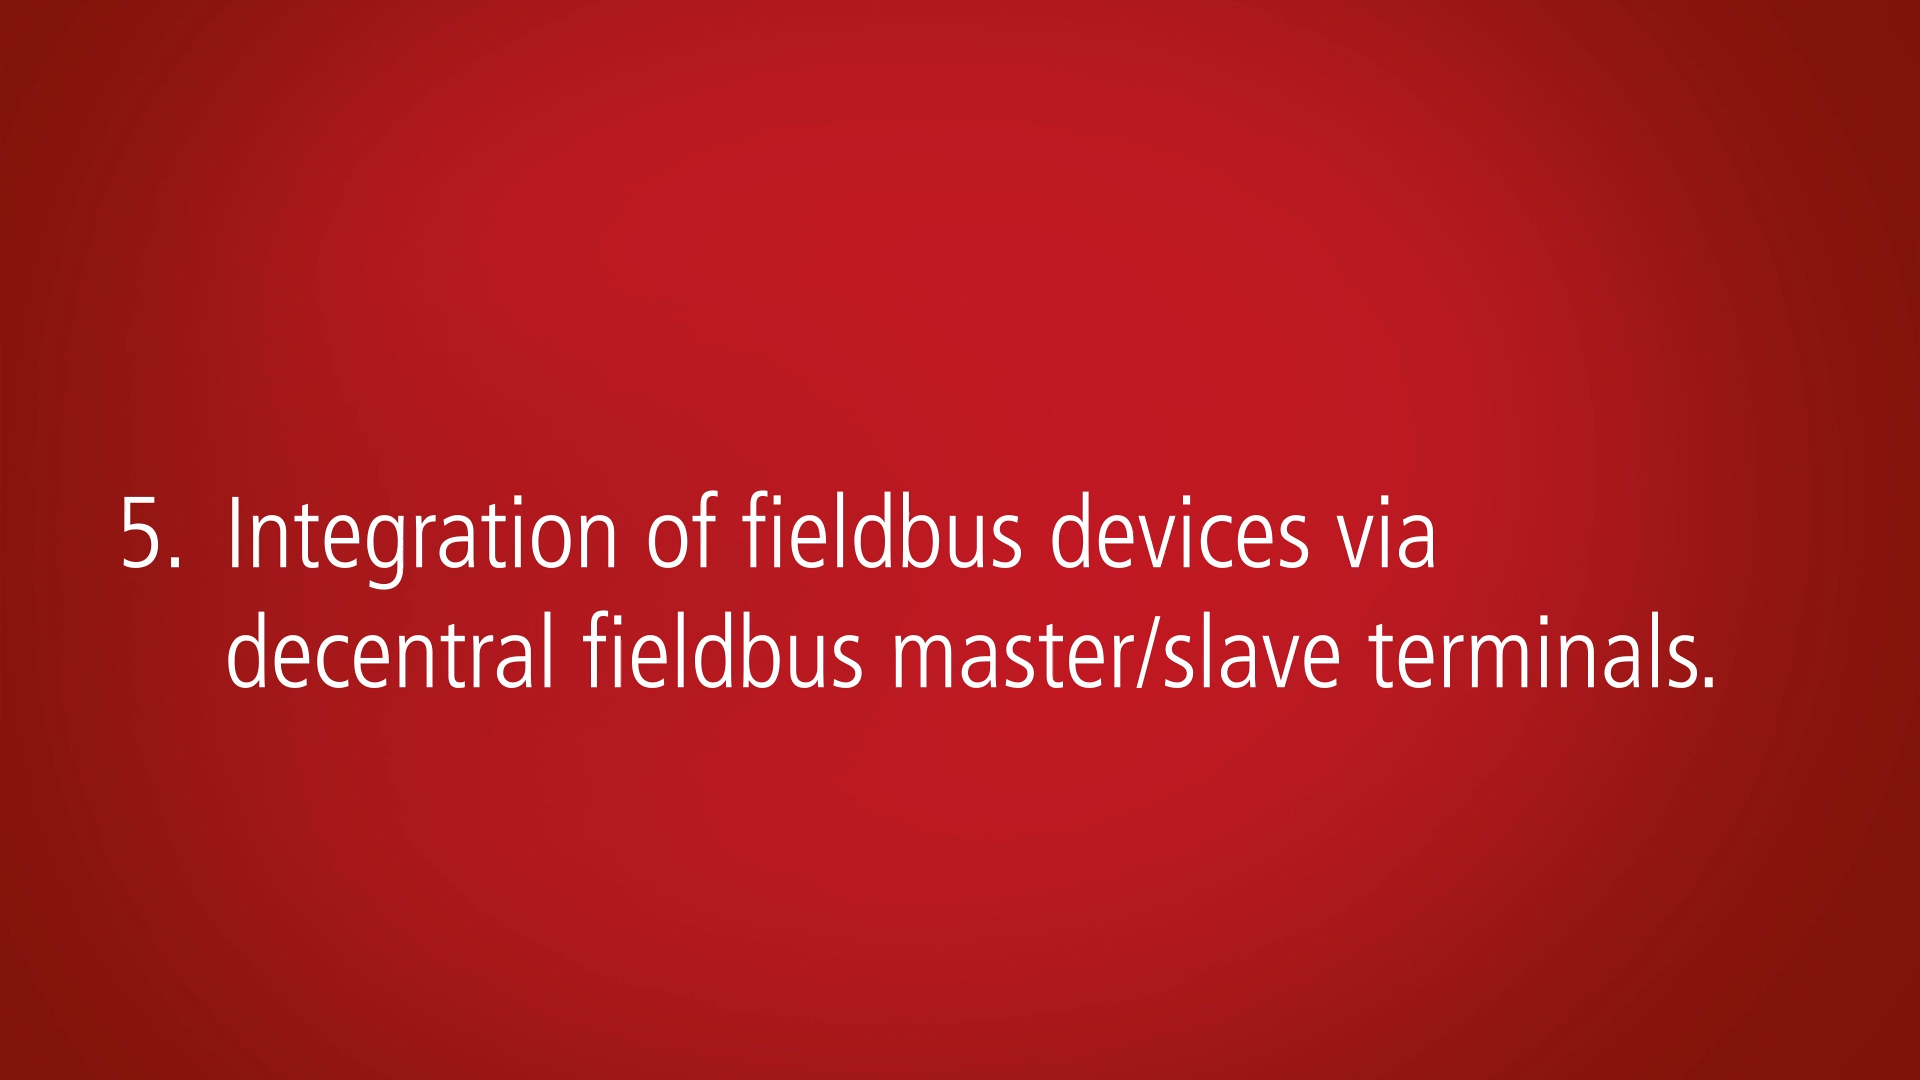 5. Integration of fieldbus devices via
decentral fieldbus master/slave terminals.